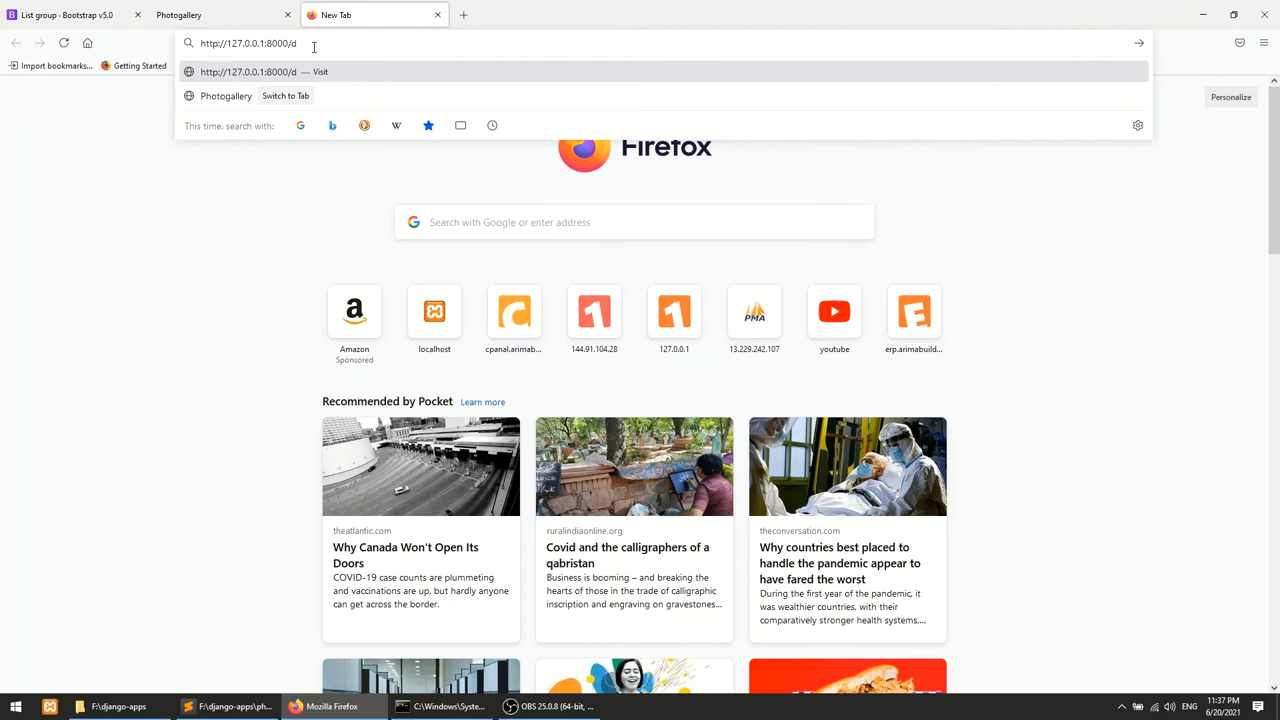 List group - Bootstrap v5.0
Photogallery
New Tab
http://127.0.0.1:8000/d
Import bookmarks...
Getting Started
http://127.0.0.1:8000/d — Visit
Photogallery Switch to Tab
This time, search with:
Personalize
Firefox
Search with Google or enter address
Amazon
Sponsored
localhost
cpanal.arimab...
144.91.104.28
127.0.0.1
PMA
13.229.242.107
youtube
erp.arimabuild...
Recommended by Pocket Learn more
theatlantic.com
Why Canada Won't Open Its
Doors
COVID-19 case counts are plummeting
and vaccinations are up, but hardly anyone
can get across the border.
ruralindiaonline.org
Covid and the calligraphers of a
qabristan
Business is booming – and breaking the
hearts of those in the trade of calligraphic
inscription and engraving on gravestones...
theconversation.com
Why countries best placed to
handle the pandemic appear to
have fared the worst
During the first year of the pandemic, it
was wealthier countries, with their
comparatively stronger health systems,...
F:\django-apps
F:\django-apps\ph...
Mozilla Firefox
C:\Windows\Syste...
OBS 25.0.8 (64-bit, ...
ENG
11:37 PM
6/20/2021